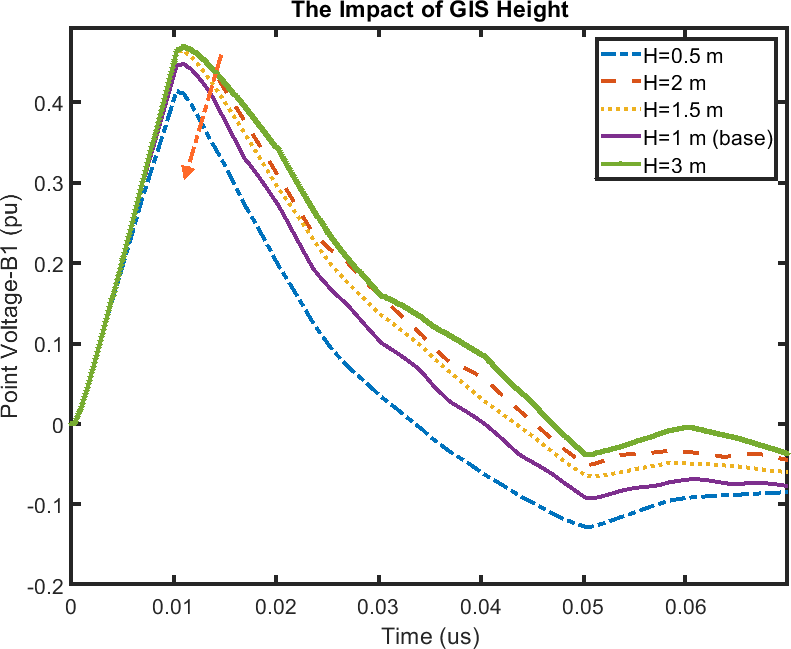 The Impact of GIS Height
H=0.5 m
H=2 m
H=1.5 m
H=1 m (base)
H=3 m
Point Voltage-B1 (pu)
0.4
0.3
0.2
0.1
0
-0.1
-0.2
0 0.01 0.02 0.03 0.04 0.05 0.06
Time (us)